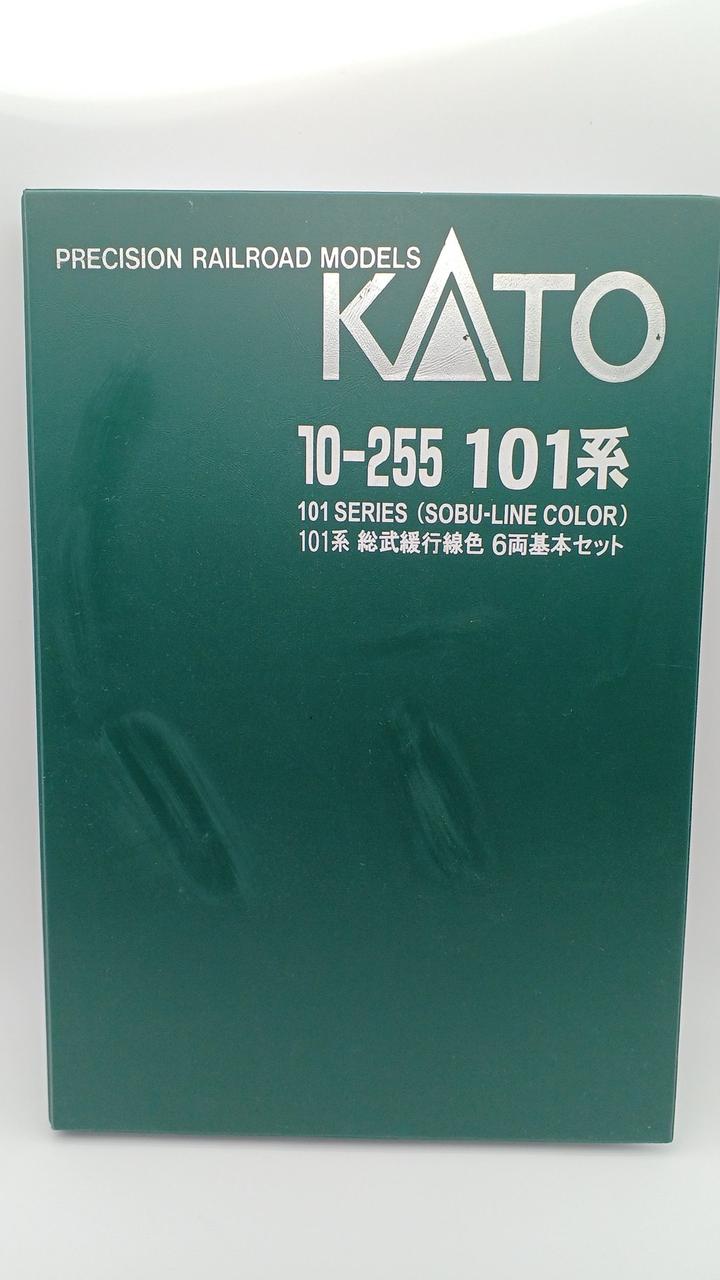 PRECISION RAILROAD MODELS
KATO
10-255 101系
101 SERIES (SOBU-LINE COLOR)
101系 総武緩行線色 6両基本セット